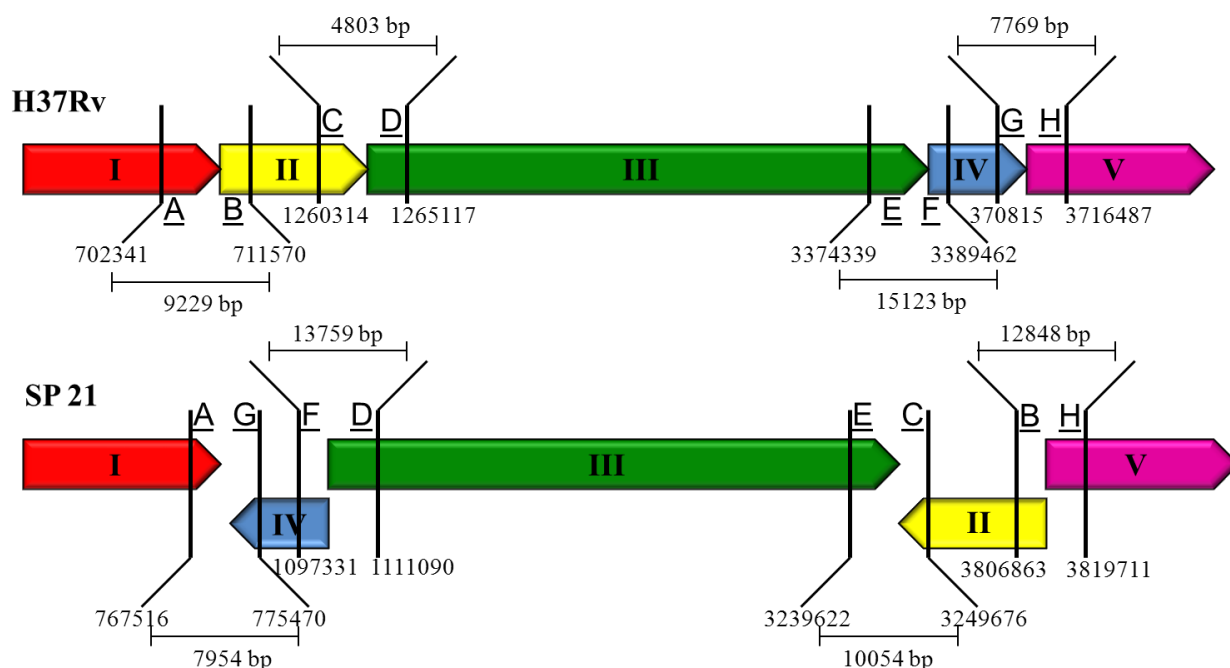 4803 bp 7769 bp
H37Rv
C D G H
I II III IV V
A B 1260314 1265117 E F 370815 3716487
702341 711570 3374339 3389462
9229 bp 15123 bp
13759 bp 12848 bp
SP 21
A G F D E C B H
I III V
IV II
1097331 1111090 3806863 3819711
767516 775470 3239622 3249676
7954 bp 10054 bp